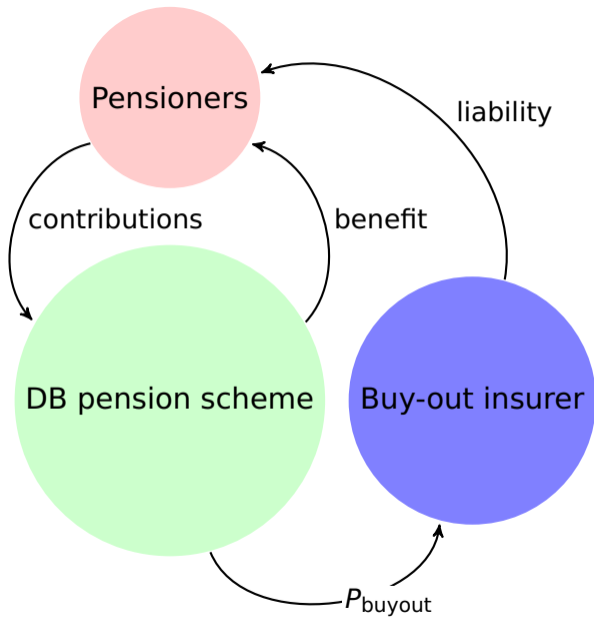 Pensioners
liability
contributions
benefit
DB pension scheme
Buy-out insurer
P_buyout